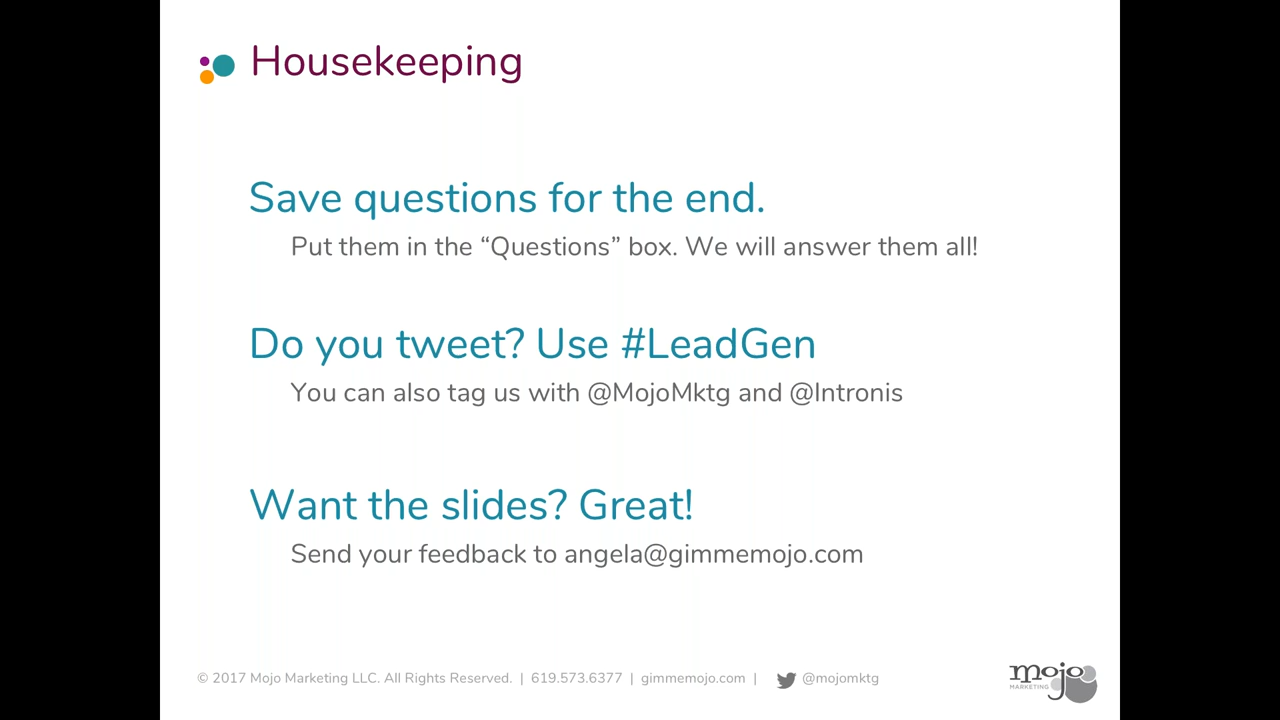 Housekeeping
Save questions for the end.
Put them in the “Questions” box. We will answer them all!
Do you tweet? Use #LeadGen
You can also tag us with @MojoMktg and @Intronis
Want the slides? Great!
Send your feedback to angela@gimmemojo.com
© 2017 Mojo Marketing LLC. All Rights Reserved. | 619.573.6377 | gimmemojo.com | @mojomktg
mojo
MARKETING